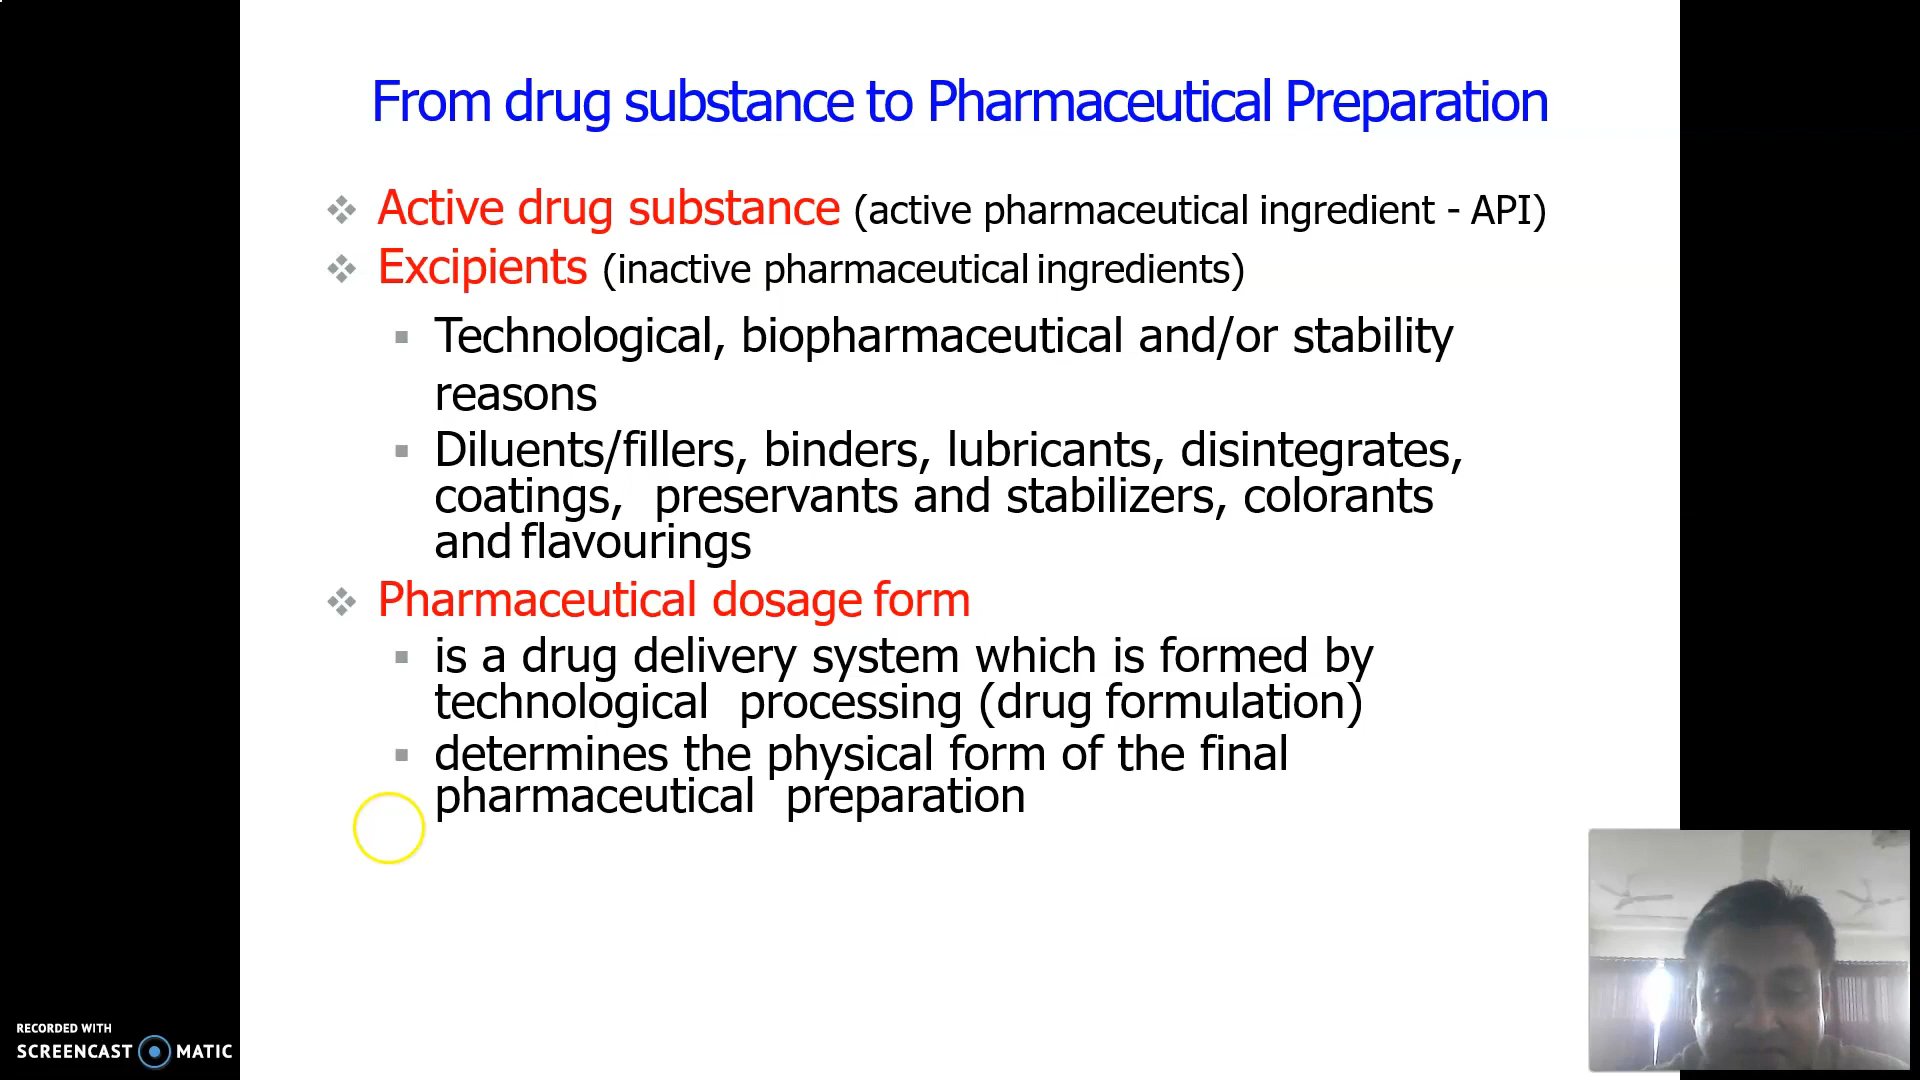 From drug substance to Pharmaceutical Preparation
Active drug substance (active pharmaceutical ingredient - API)
Excipients (inactive pharmaceutical ingredients)
Technological, biopharmaceutical and/or stability
reasons
Diluents/fillers, binders, lubricants, disintegrates,
coatings, preservants and stabilizers, colorants
and flavourings
Pharmaceutical dosage form
is a drug delivery system which is formed by
technological processing (drug formulation)
determines the physical form of the final
pharmaceutical preparation
RECORDED WITH
SCREENCAST MATIC